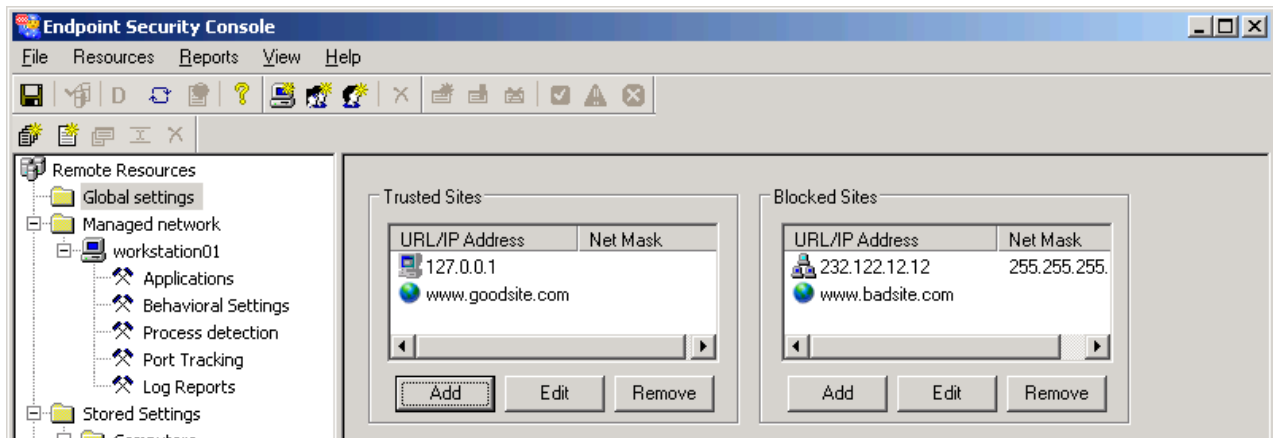 Endpoint Security Console
File Resources Reports View Help
D
Remote Resources
Global settings
Managed network
workstation01
Applications
Behavioral Settings
Process detection
Port Tracking
Log Reports
Stored Settings
Computers
Trusted Sites
URL/IP Address Net Mask
127.0.0.1
www.goodsite.com
Add Edit Remove
Blocked Sites
URL/IP Address Net Mask
232.122.12.12 255.255.255.
www.badsite.com
Add Edit Remove